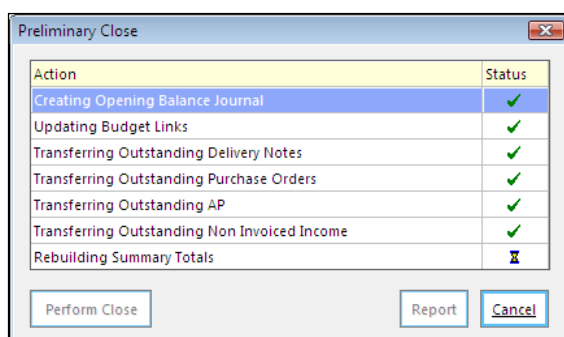 Preliminary Close
Action Status
Creating Opening Balance Journal
Updating Budget Links
Transferring Outstanding Delivery Notes
Transferring Outstanding Purchase Orders
Transferring Outstanding AP
Transferring Outstanding Non Invoiced Income
Rebuilding Summary Totals
Perform Close Report Cancel